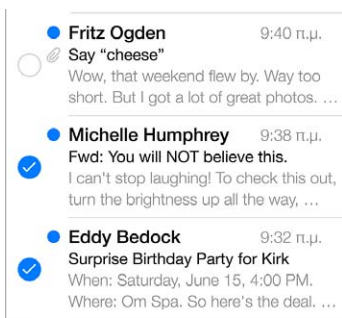 Fritz Ogden 9:40 π.μ.
Say “cheese”
Wow, that weekend flew by. Way too
short. But I got a lot of great photos. ...
Michelle Humphrey 9:38 π.μ.
Fwd: You will NOT believe this.
I can't stop laughing! To check this out,
turn the brightness up all the way, ...
Eddy Bedock 9:32 π.μ.
Surprise Birthday Party for Kirk
When: Saturday, June 15, 4:00 PM.
Where: Om Spa. So here's the deal. ...